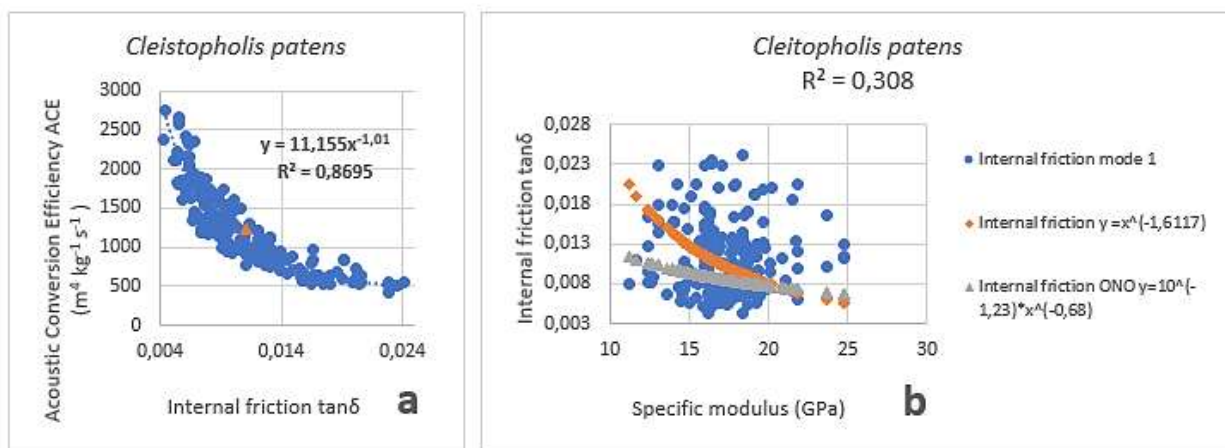 Cleistopholis patens
Acoustic Conversion Efficiency ACE
(m⁴ kg⁻¹ s⁻¹)
3000
2500
2000
1500
1000
500
0
y = 11,155x⁻¹,⁰¹
R² = 0,8695
0,004
0,014
0,024
Internal friction tanδ
a
Cleitopholis patens
R² = 0,308
Internal friction tanδ
0,028
0,023
0,018
0,013
0,008
0,003
10
15
20
25
30
Specific modulus (GPa)
b
Internal friction mode 1
Internal friction y =x^(-1,6117)
Internal friction ONO y=10^(-
1,23)*x^(-0,68)